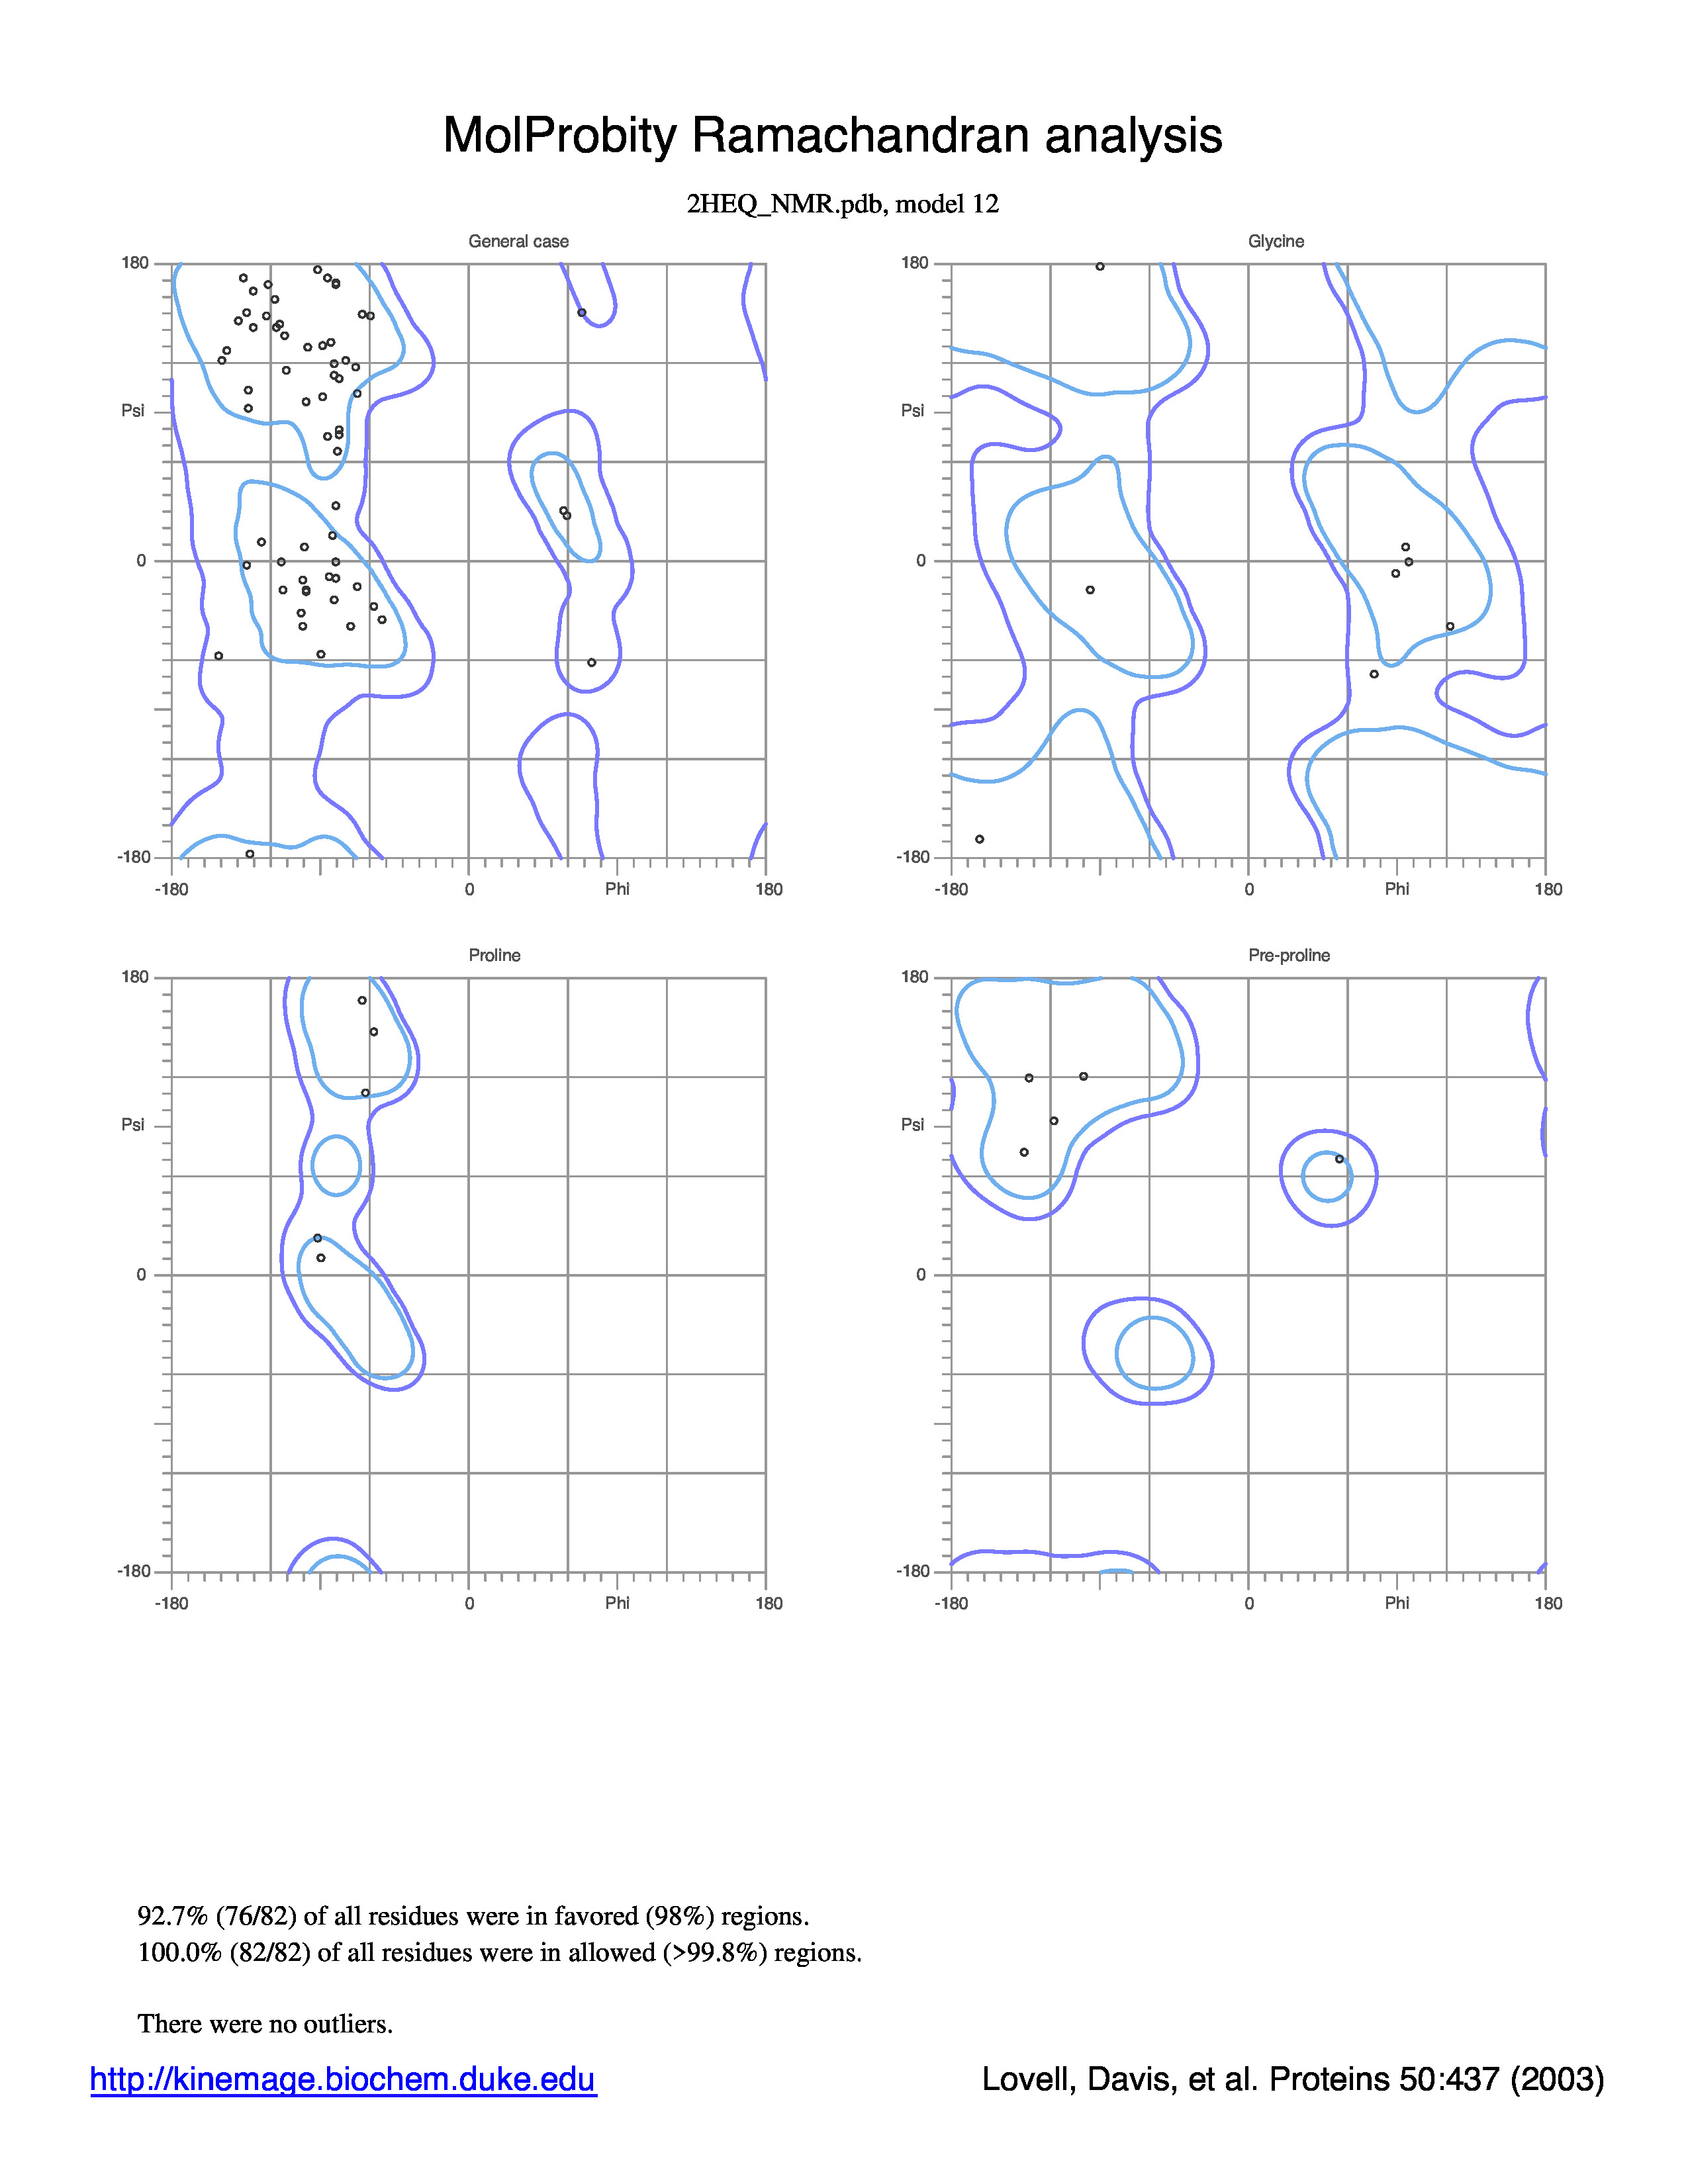 MolProbity Ramachandran analysis
2HEQ_NMR.pdb, model 12
General case
180
Psi
0
-180
-180
0
Phi
180
Glycine
180
Psi
0
-180
-180
0
Phi
180
Proline
180
Psi
0
-180
-180
0
Phi
180
Pre-proline
180
Psi
0
-180
-180
0
Phi
180
92.7% (76/82) of all residues were in favored (98%) regions.
100.0% (82/82) of all residues were in allowed (>99.8%) regions.
There were no outliers.
http://kinemage.biochem.duke.edu
Lovell, Davis, et al. Proteins 50:437 (2003)